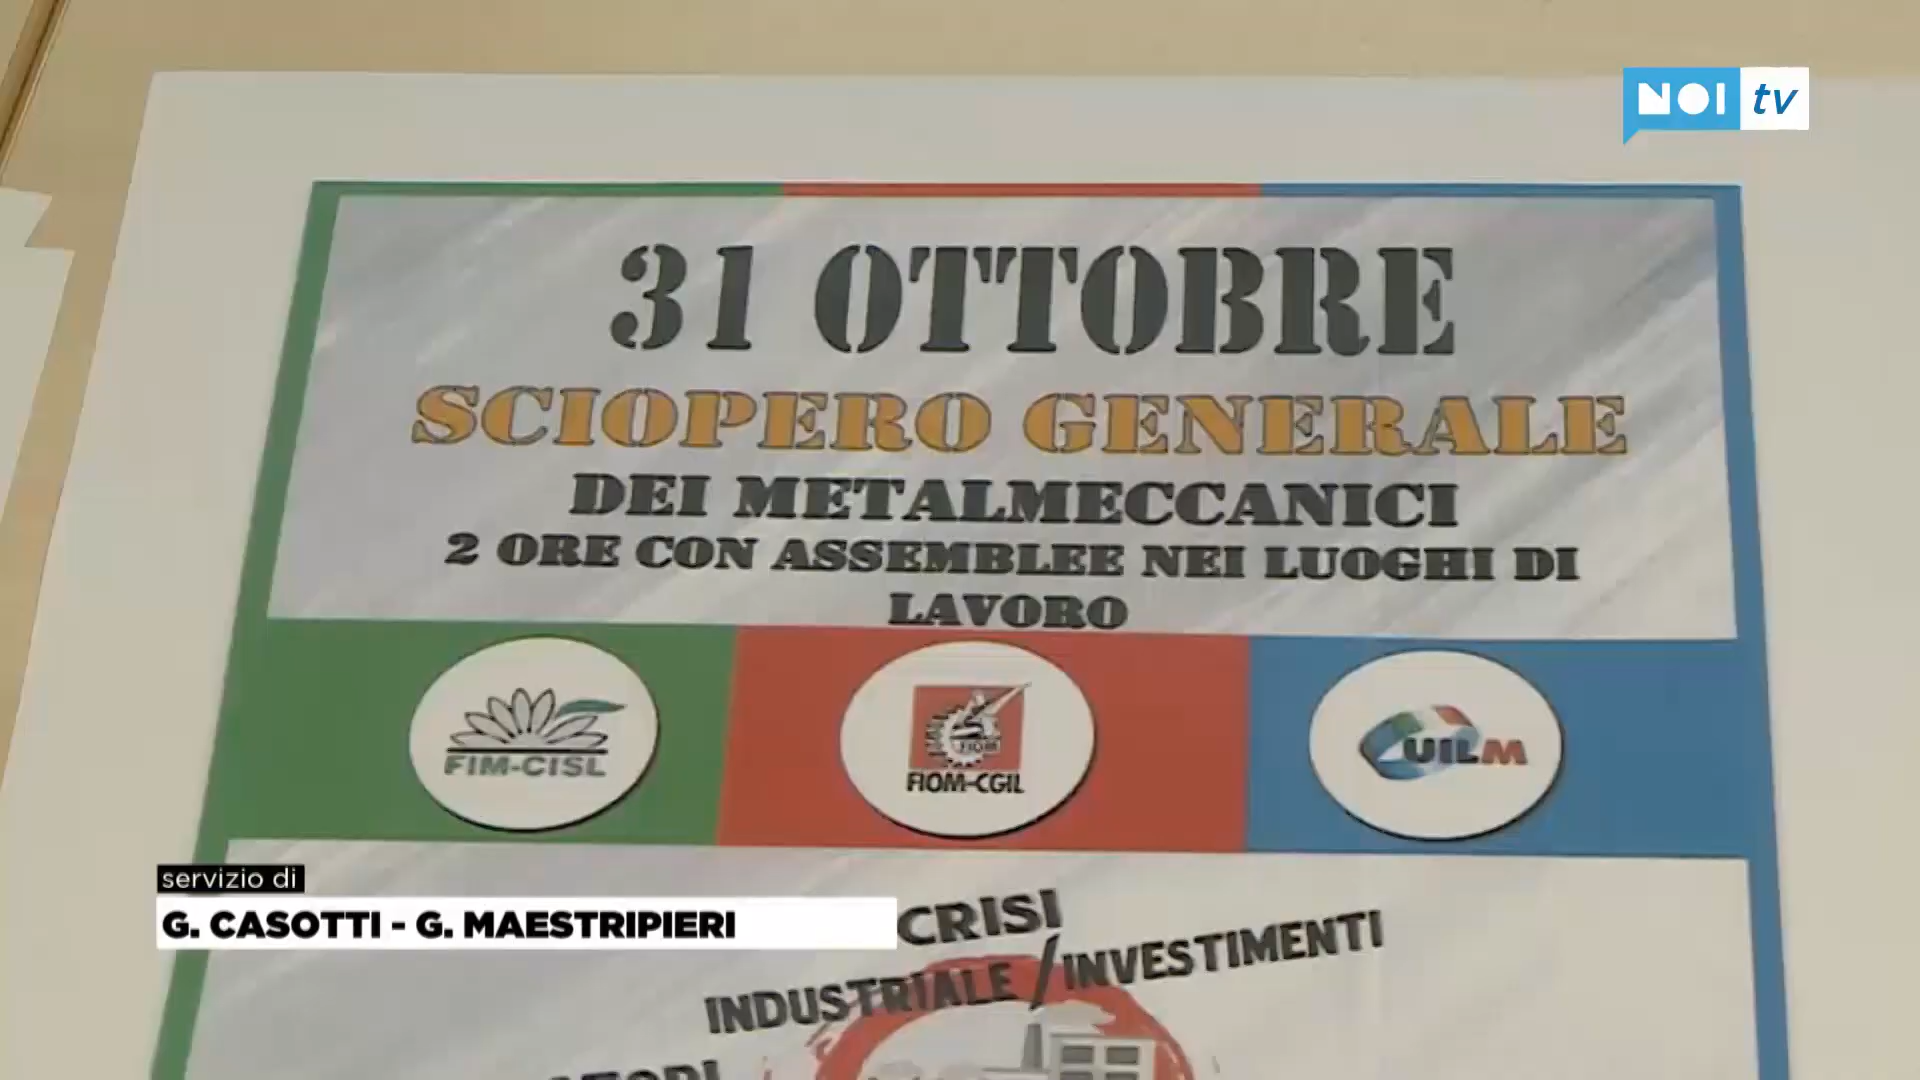 NOI tv
31 OTTOBRE
SCIOPERO GENERALE
DEI METALMECCANICI
2 ORE CON ASSEMBLEE NEI LUOGHI DI
LAVORO
FIM-CISL
FIOM
FIOM-CGIL
UILM
servizio di
G. CASOTTI - G. MAESTRIPIERI
CRISI
INDUSTRIALE/INVESTIMENTI